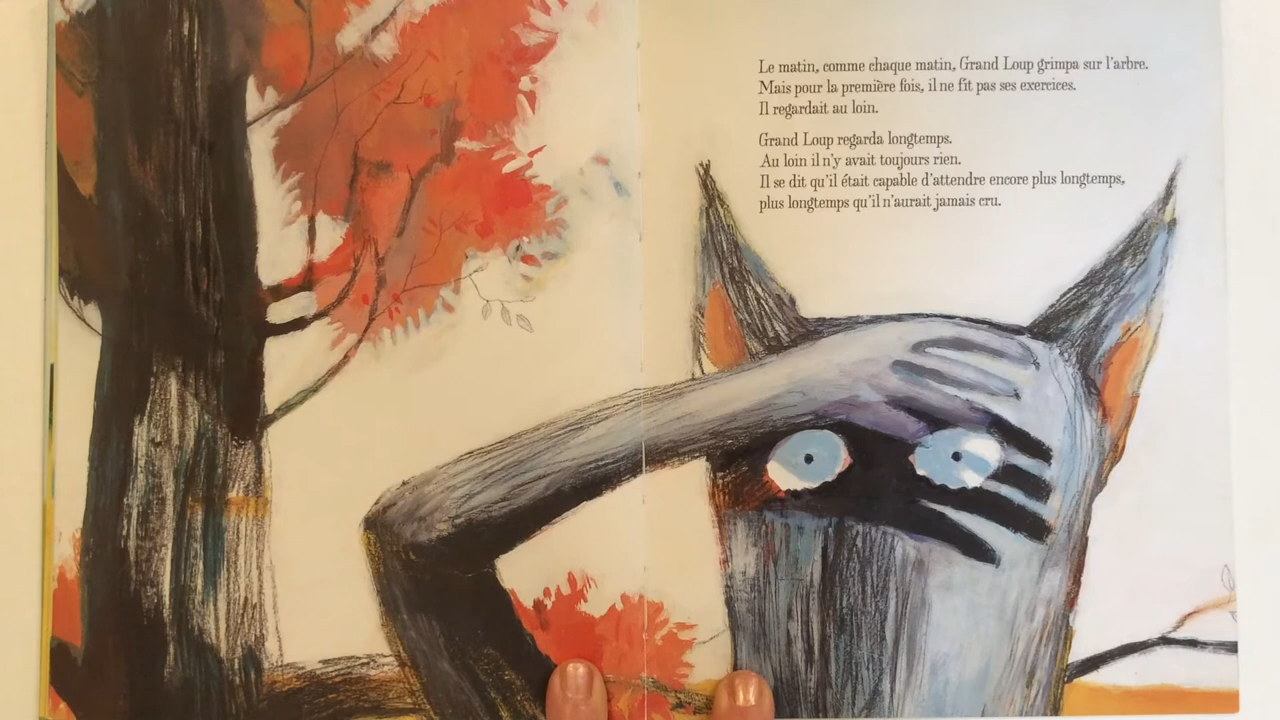 Le matin, comme chaque matin, Grand Loup grimpa sur l'arbre.
Mais pour la première fois, il ne fit pas ses exercices.
Il regardait au loin.
Grand Loup regarda longtemps.
Au loin il n'y avait toujours rien.
Il se dit qu'il était capable d'attendre encore plus longtemps,
plus longtemps qu'il n'aurait jamais cru.